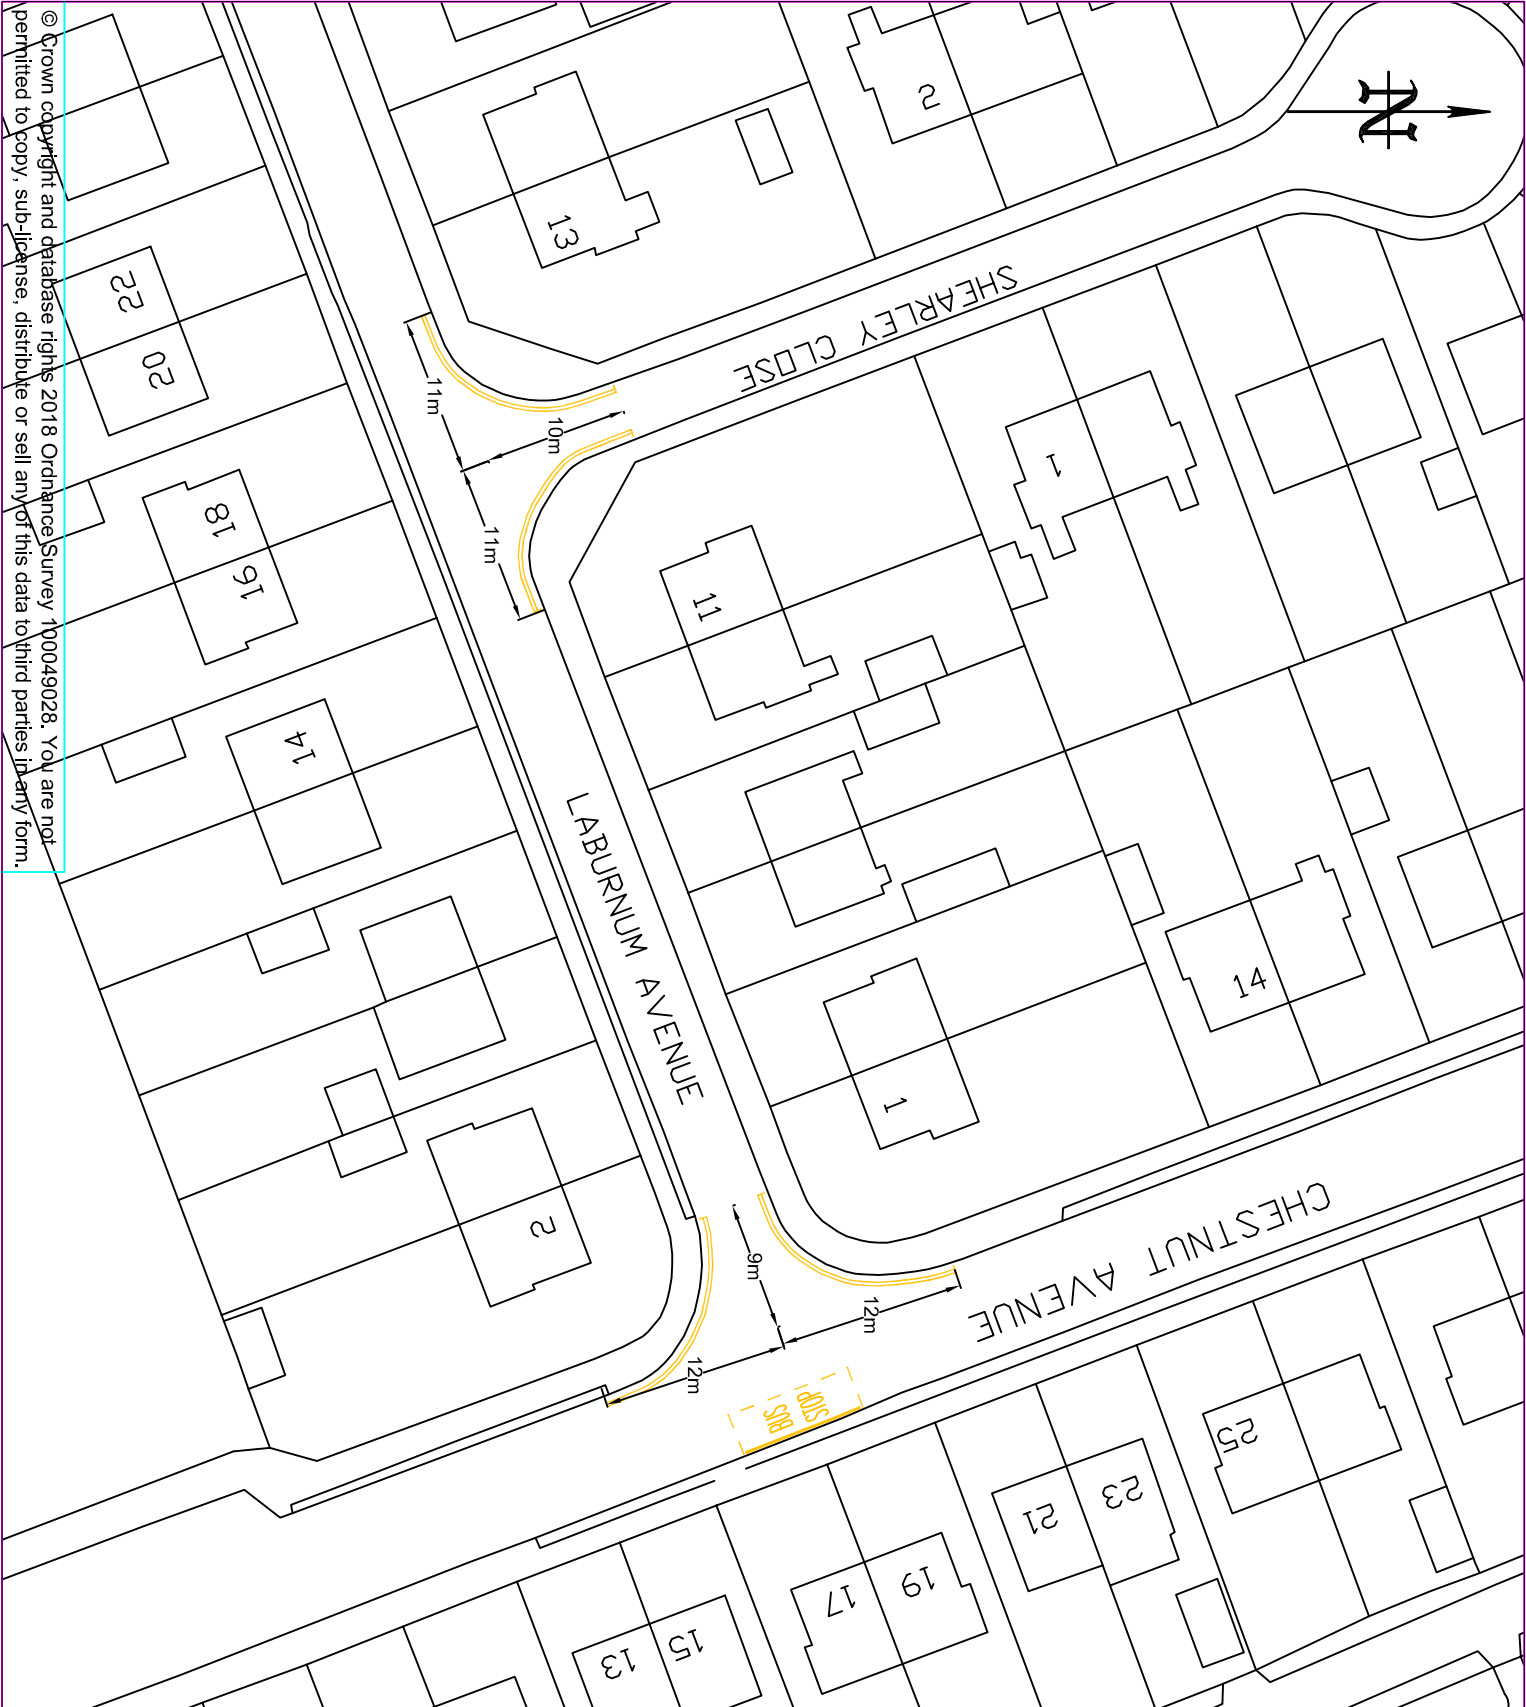 N
SHEARLEY CLOSE
LABURNUM AVENUE
CHESTNUT AVENUE
BUS
STOP
11m
10m
11m
9m
12m
12m
2
13
22
20
18
16
14
2
11
1
1
14
25
23
21
19
17
15
13
© Crown copyright and database rights 2018 Ordnance Survey 100049028. You are not
permitted to copy, sub-license, distribute or sell any of this data to third parties in any form.